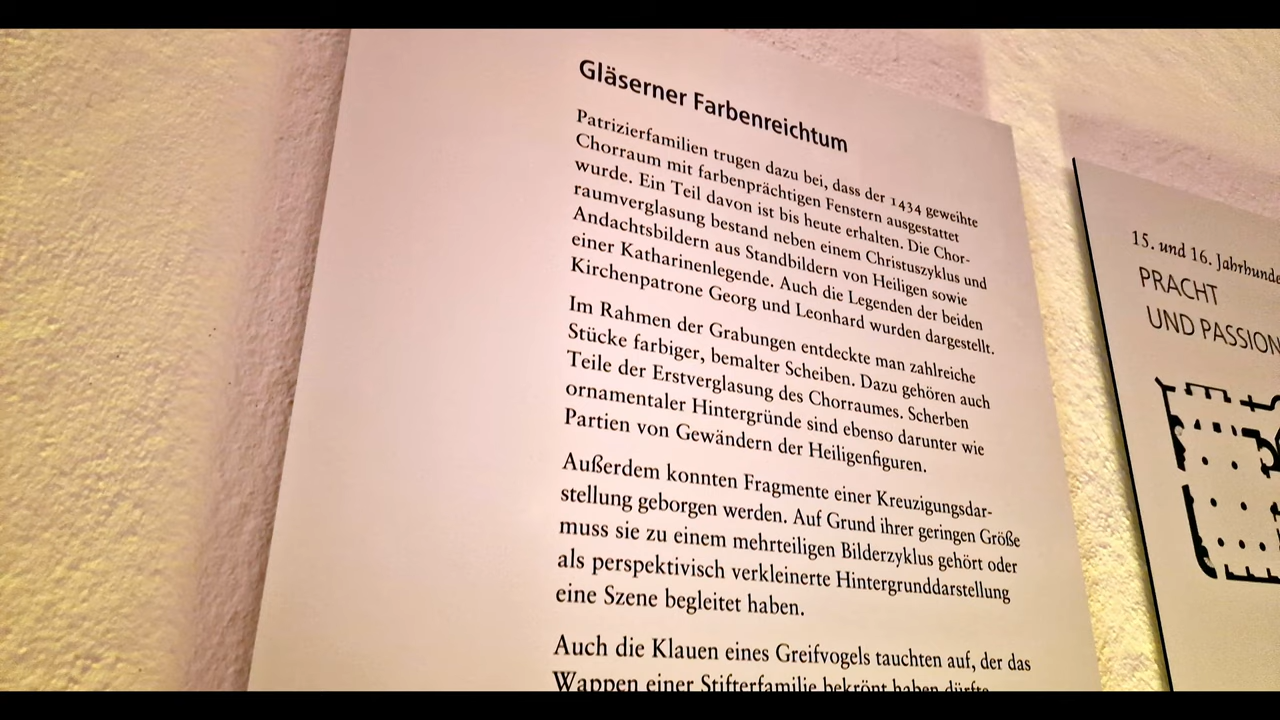 Gläserner Farbenreichtum
Patrizierfamilien trugen dazu bei, dass der 1434 geweihte
Chorraum mit farbenprächtigen Fenstern ausgestattet
wurde. Ein Teil davon ist bis heute erhalten. Die Chor-
raumverglasung bestand neben einem Christuszyklus und
Andachtsbildern aus Standbildern von Heiligen sowie
einer Katharinenlegende. Auch die Legenden der beiden
Kirchenpatrone Georg und Leonhard wurden dargestellt.
Im Rahmen der Grabungen entdeckte man zahlreiche
Stücke farbiger, bemalter Scheiben. Dazu gehören auch
Teile der Erstverglasung des Chorraumes. Scherben
ornamentaler Hintergründe sind ebenso darunter wie
Partien von Gewändern der Heiligenfiguren.
Außerdem konnten Fragmente einer Kreuzigungsdar-
stellung geborgen werden. Auf Grund ihrer geringen Größe
muss sie zu einem mehrteiligen Bilderzyklus gehört oder
als perspektivisch verkleinerte Hintergrunddarstellung
eine Szene begleitet haben.
Auch die Klauen eines Greifvogels tauchten auf, der das
Wappen einer Stifterfamilie bekrönt haben dürfte
15. und 16. Jahrhunde
PRACHT
UND PASSION